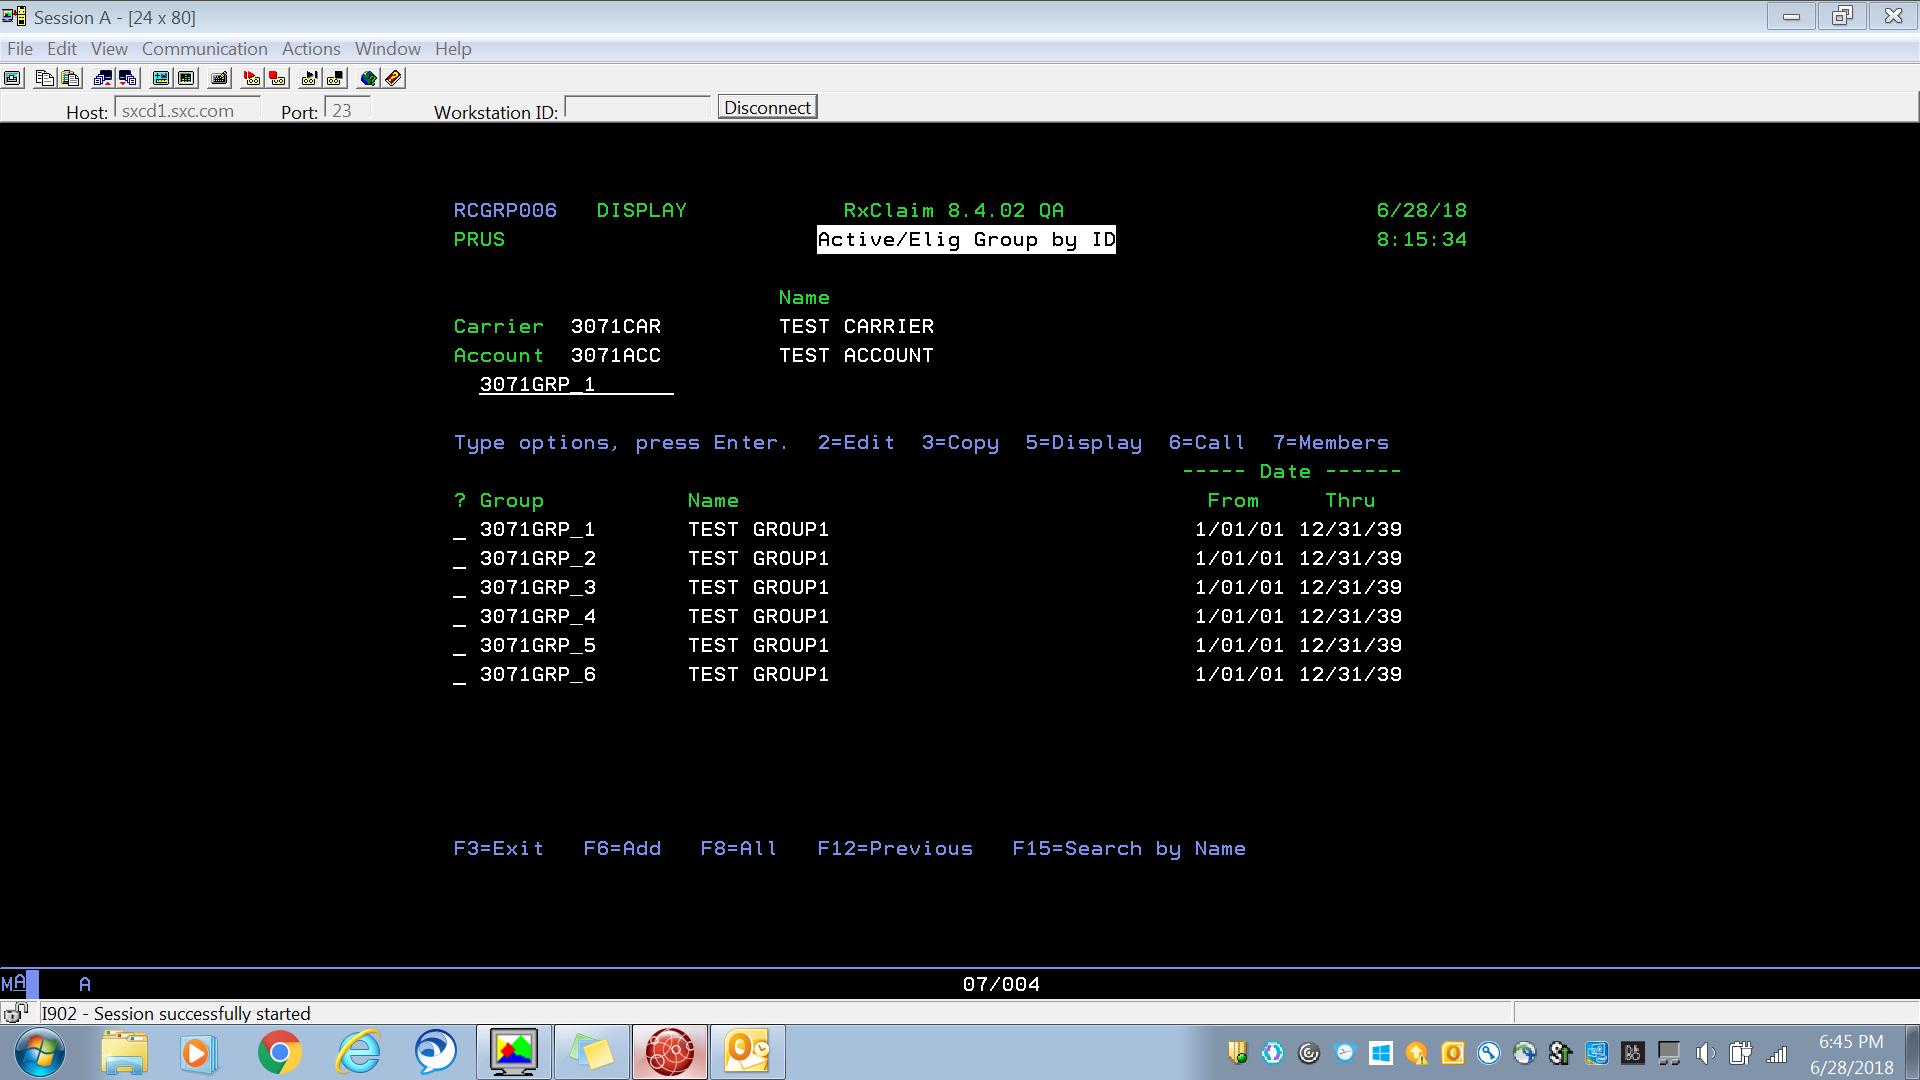 Session A - [24 x 80]
File Edit View Communication Actions Window Help
Host: sxcd1.sxc.com Port: 23 Workstation ID: Disconnect
RCGRP006 DISPLAY RxClaim 8.4.02 QA 6/28/18
PRUS Active/Elig Group by ID 8:15:34
Name
Carrier 3071CAR TEST CARRIER
Account 3071ACC TEST ACCOUNT
3071GRP_1
Type options, press Enter. 2=Edit 3=Copy 5=Display 6=Call 7=Members
----- Date ------
? Group Name From Thru
_ 3071GRP_1 TEST GROUP1 1/01/01 12/31/39
_ 3071GRP_2 TEST GROUP1 1/01/01 12/31/39
_ 3071GRP_3 TEST GROUP1 1/01/01 12/31/39
_ 3071GRP_4 TEST GROUP1 1/01/01 12/31/39
_ 3071GRP_5 TEST GROUP1 1/01/01 12/31/39
_ 3071GRP_6 TEST GROUP1 1/01/01 12/31/39
F3=Exit F6=Add F8=All F12=Previous F15=Search by Name
MA A 07/004
I902 - Session successfully started
6:45 PM
6/28/2018